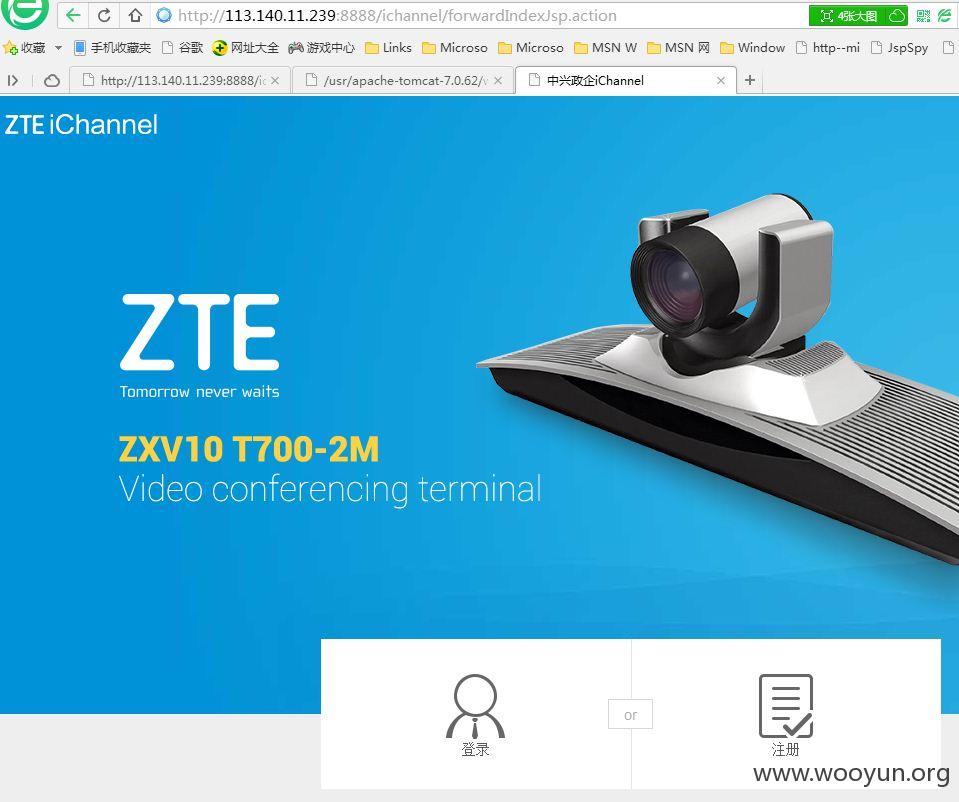 http://113.140.11.239:8888/ichannel/forwardIndexJsp.action
4张大图
收藏 手机收藏夹 谷歌 网址大全 游戏中心 Links Microso Microso MSN W MSN 网 Window http--mi JspSpy
http://113.140.11.239:8888/ic /usr/apache-tomcat-7.0.62/v 中兴政企iChannel
ZTE iChannel
ZTE
Tomorrow never waits
ZXV10 T700-2M
Video conferencing terminal
登录 or 注册
www.wooyun.org